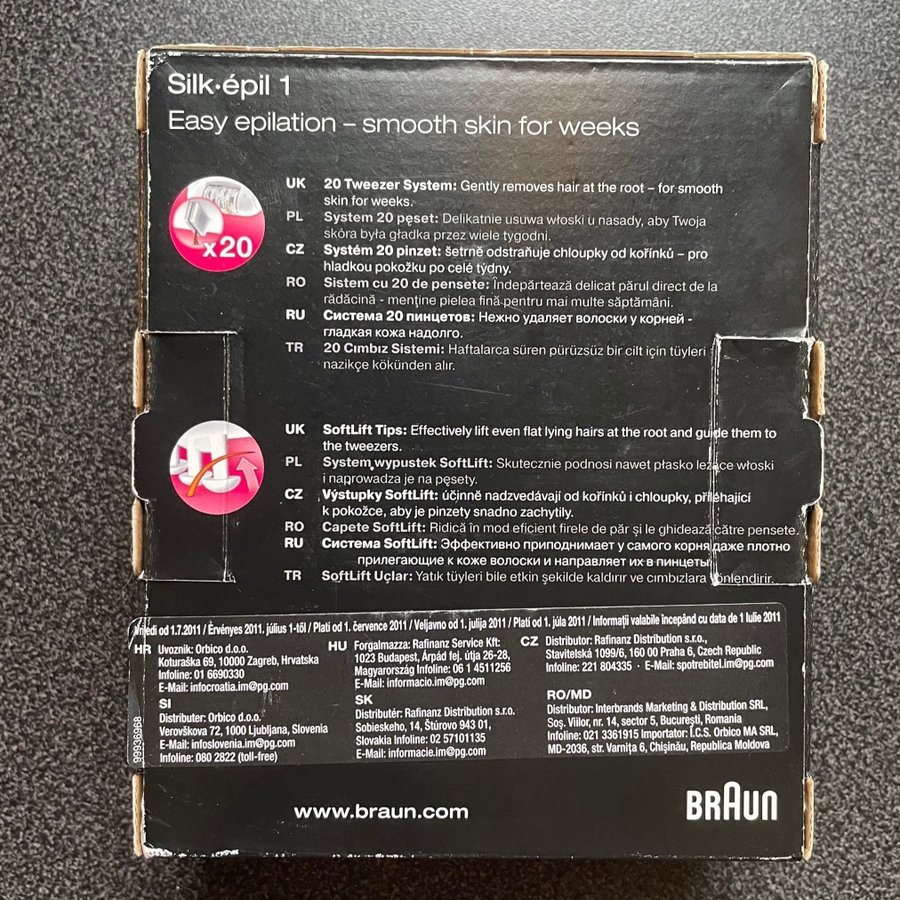 Silk·épil 1
Easy epilation – smooth skin for weeks
x20
UK 20 Tweezer System: Gently removes hair at the root – for smooth
skin for weeks.
PL System 20 pęset: Delikatnie usuwa włoski u nasady, aby Twoja
skóra była gładka przez wiele tygodni.
CZ Systém 20 pinzet: šetrně odstraňuje chloupky od kořínků – pro
hladkou pokožku po celé týdny.
RO Sistem cu 20 de pensete: Îndepărtează delicat părul direct de la
rădăcină - menține pielea fină pentru mai multe săptămâni.
RU Система 20 пинцетов: Нежно удаляет волоски у корней -
гладкая кожа надолго.
TR 20 Cımbız Sistemi: Haftalarca süren pürüzsüz bir cilt için tüyleri
nazikçe kökünden alır.
UK SoftLift Tips: Effectively lift even flat lying hairs at the root and guide them to
the tweezers.
PL System wypustek SoftLift: Skutecznie podnosi nawet płasko leżące włoski
i naprowadza je na pęsety.
CZ Výstupky SoftLift: účinně nadzvedávají od kořínků i chloupky, přiléhající
k pokožce, aby je pinzety snadno zachytily.
RO Capete SoftLift: Ridică în mod eficient firele de păr și le ghidează către pensete.
RU Система SoftLift: Эффективно приподнимает у самого корня даже плотно
прилегающие к коже волоски и направляет их в пинцеты.
TR SoftLift Uçlar: Yatık tüyleri bile etkin şekilde kaldırır ve cımbızlara yönlendirir.
Vrijedi od 1.7.2011 / Érvényes 2011. július 1-től / Platí od 1. července 2011 / Veljavno od 1. julija 2011 / Platí od 1. júla 2011 / Informații valabile începând cu data de 1 Iulie 2011
HR Uvoznik: Orbico d.o.o.
Koturaška 69, 10000 Zagreb, Hrvatska
Infoline: 01 6690330
E-Mail: infocroatia.im@pg.com
SI
Distributer: Orbico d.o.o.
Verovškova 72, 1000 Ljubljana, Slovenia
E-Mail: infoslovenia.im@pg.com
Infoline: 080 2822 (toll-free)
HU Forgalmazza: Rafinanz Service Kft:
1023 Budapest, Árpád fej. útja 26-28,
Magyarország Infoline: 06 1 4511256
E-Mail: informacio.im@pg.com
SK
Distributér: Rafinanz Distribution s.r.o.
Sobieskeho, 14, Štúrovo 943 01,
Slovakia Infoline: 02 57101135
E-Mail: informacie.im@pg.com
CZ Distributor: Rafinanz Distribution s.r.o.,
Stavitelská 1099/6, 160 00 Praha 6, Czech Republic
Infoline: 221 804335 · E-Mail: spotrebitel.im@pg.com
RO/MD
Distributor: Interbrands Marketing & Distribution SRL,
Șos. Viilor, nr. 14, sector 5, București, Romania
Infoline: 021 3361915 Importator: I.C.S. Orbico MA SRL,
MD-2036, str. Varnița 6, Chișinău, Republica Moldova
99936968
www.braun.com
BRAUN